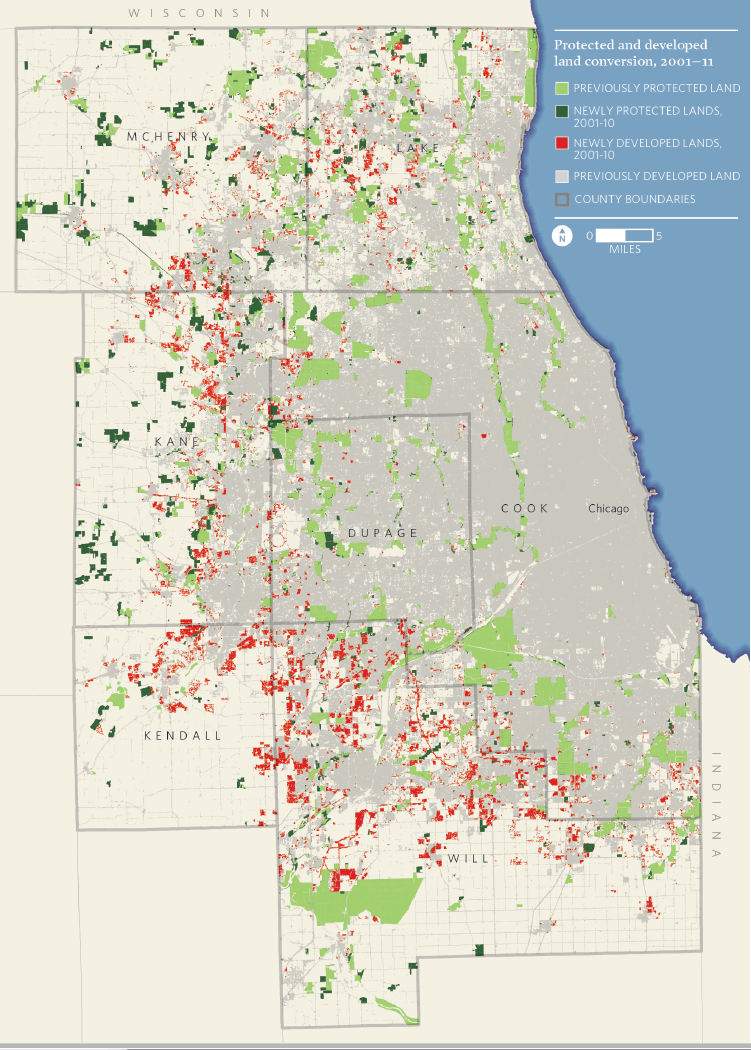 WISCONSIN
Protected and developed
land conversion, 2001–11
PREVIOUSLY PROTECTED LAND
NEWLY PROTECTED LANDS,
2001-10
NEWLY DEVELOPED LANDS,
2001-10
PREVIOUSLY DEVELOPED LAND
COUNTY BOUNDARIES
N
0 5
MILES
MCHENRY
LAKE
KANE
COOK
Chicago
DUPAGE
KENDALL
INDIANA
WILL